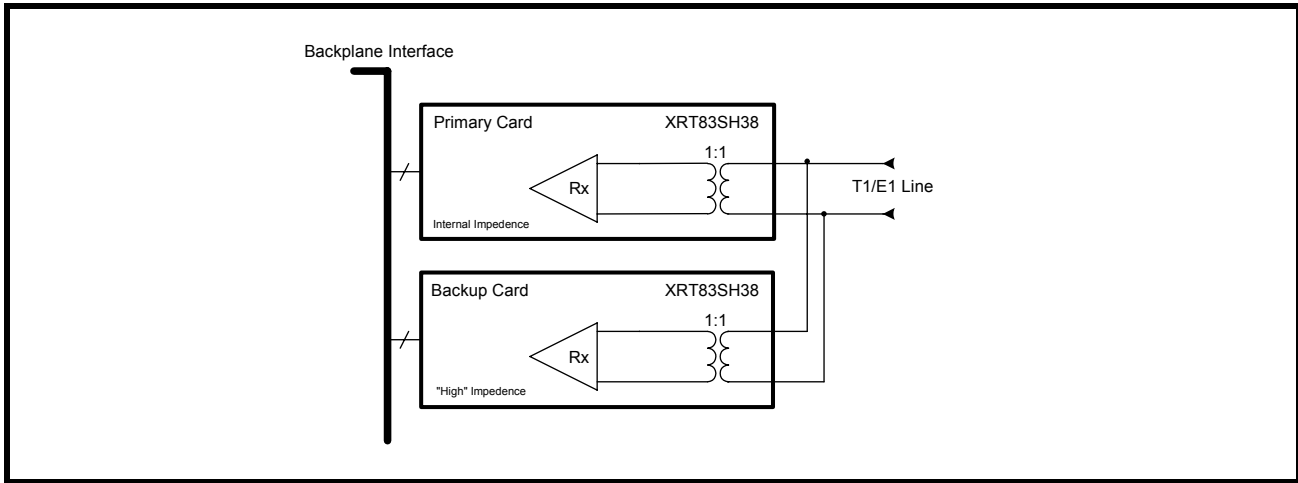 Backplane Interface
Primary Card
XRT83SH38
1:1
Rx
T1/E1 Line
Internal Impedence
Backup Card
XRT83SH38
1:1
Rx
"High" Impedence